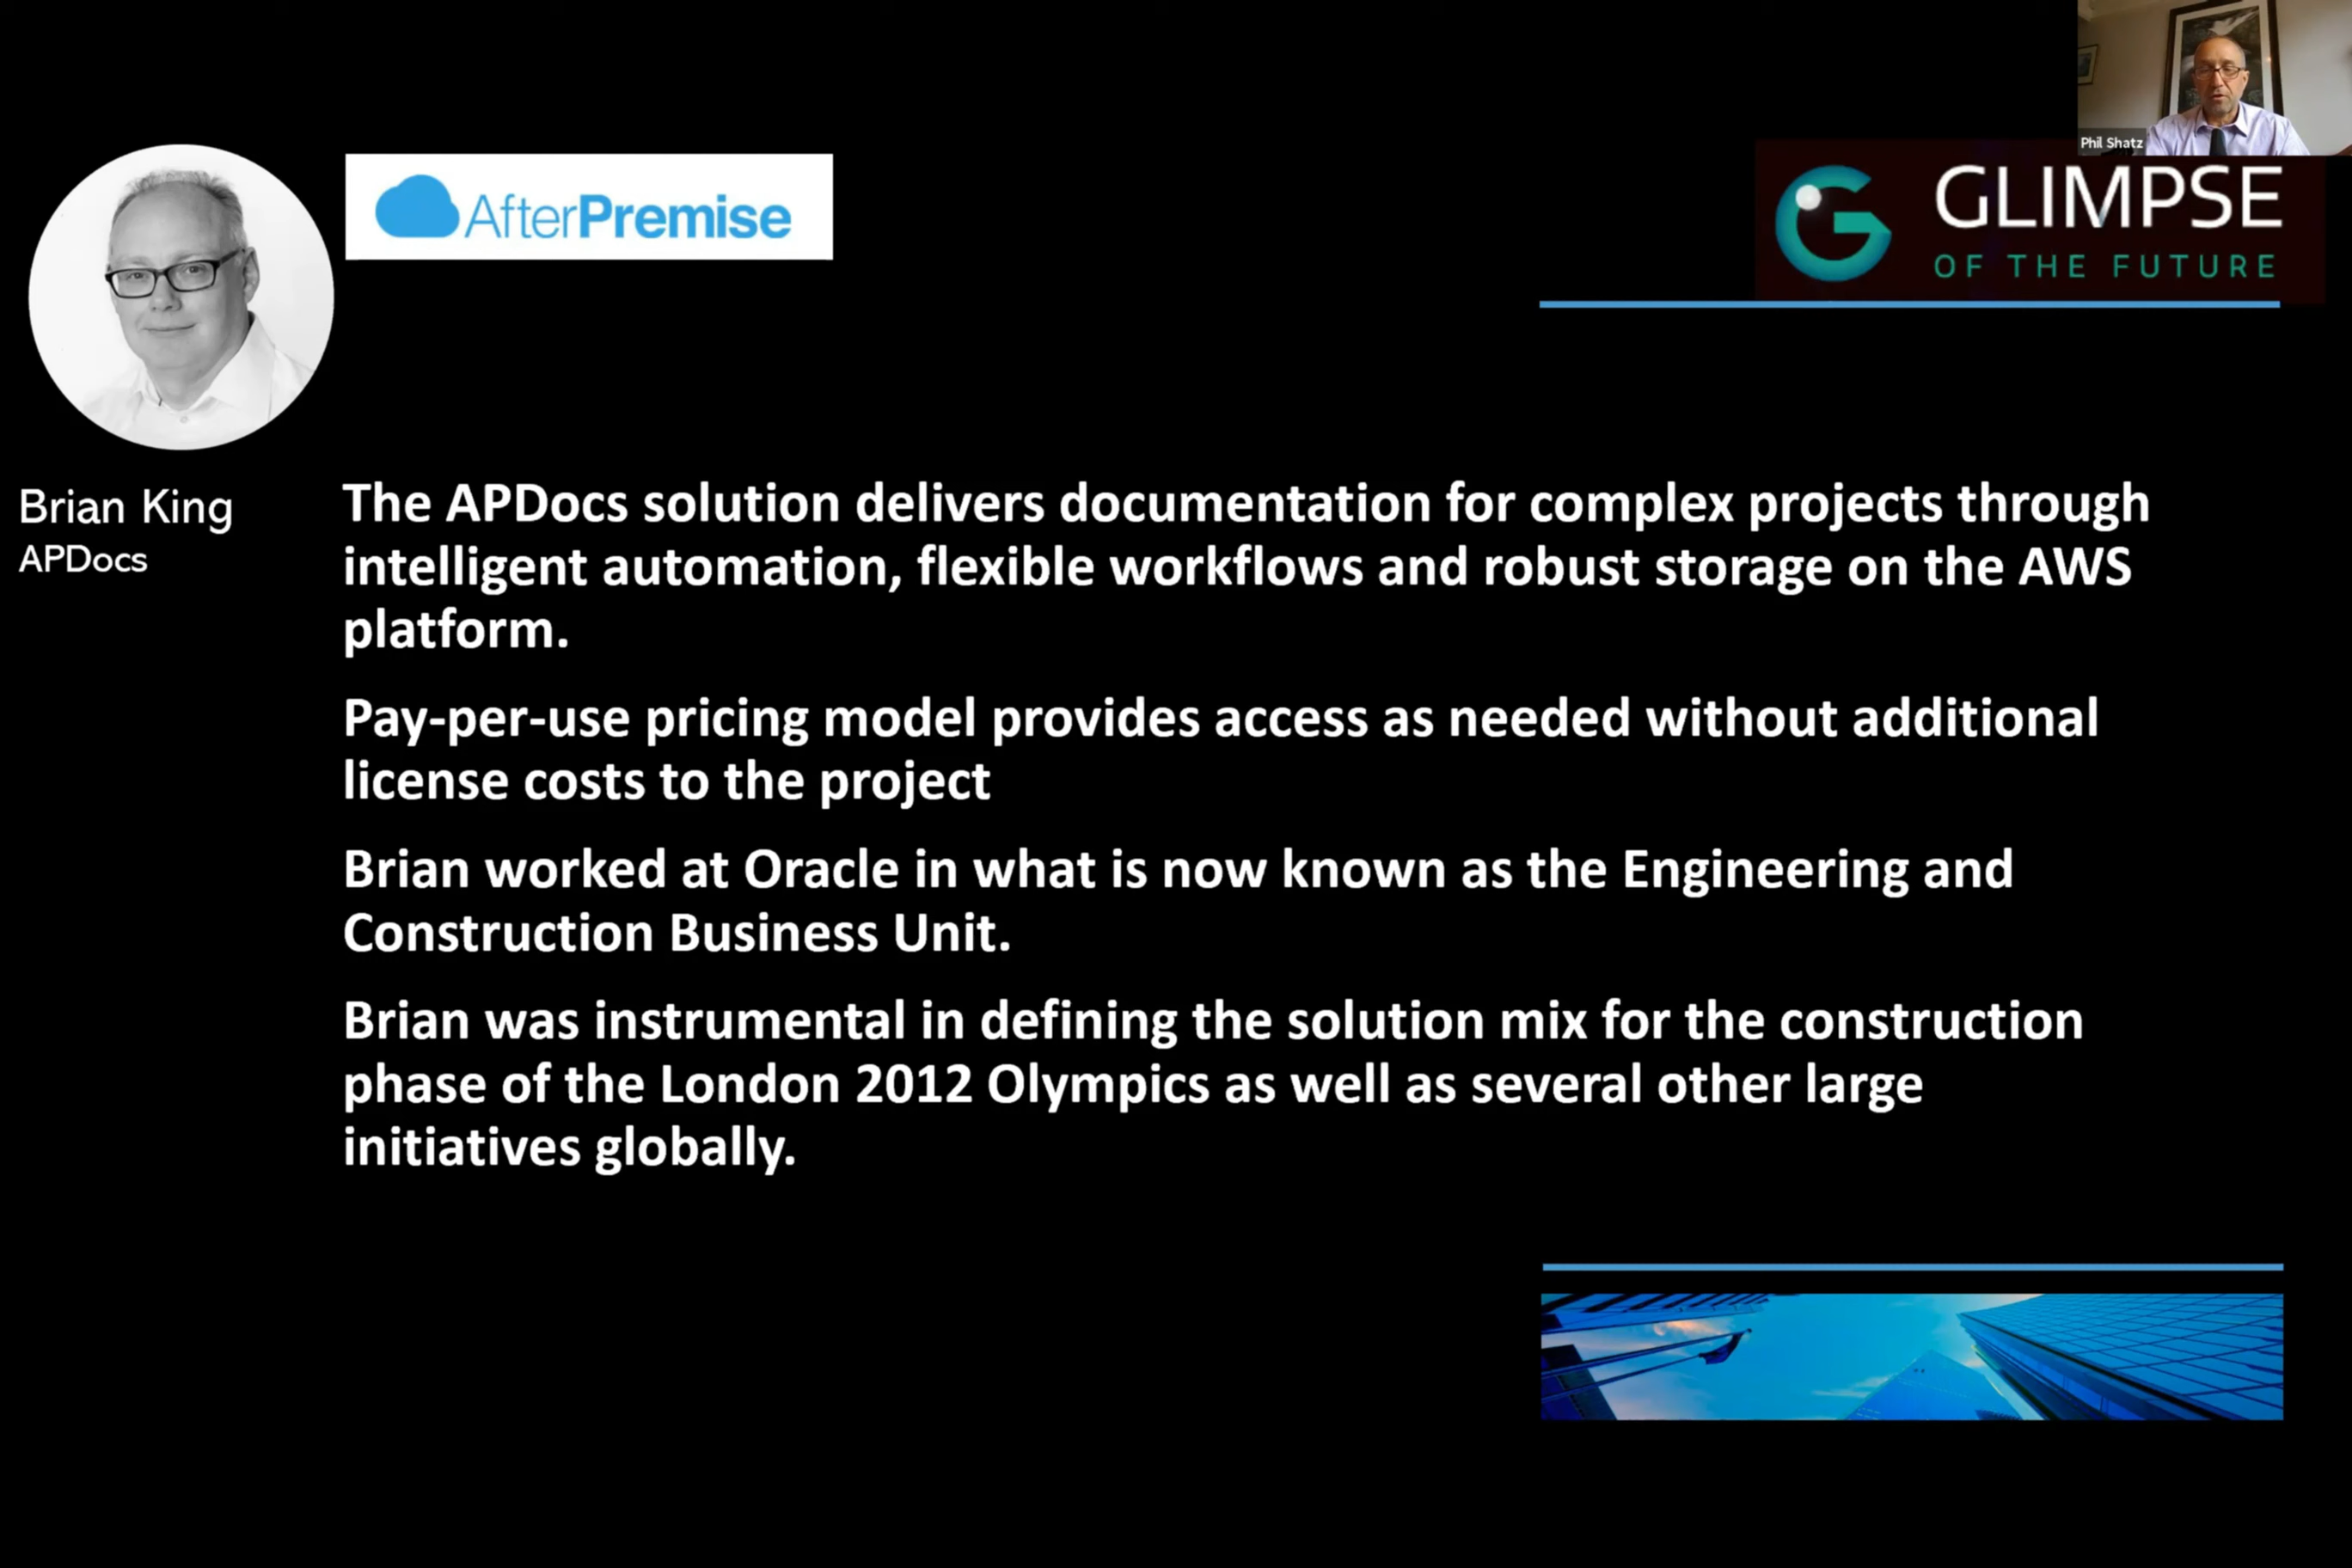 Phil Shatz
AfterPremise
GLIMPSE
OF THE FUTURE
Brian King
APDocs
The APDocs solution delivers documentation for complex projects through
intelligent automation, flexible workflows and robust storage on the AWS
platform.
Pay-per-use pricing model provides access as needed without additional
license costs to the project
Brian worked at Oracle in what is now known as the Engineering and
Construction Business Unit.
Brian was instrumental in defining the solution mix for the construction
phase of the London 2012 Olympics as well as several other large
initiatives globally.